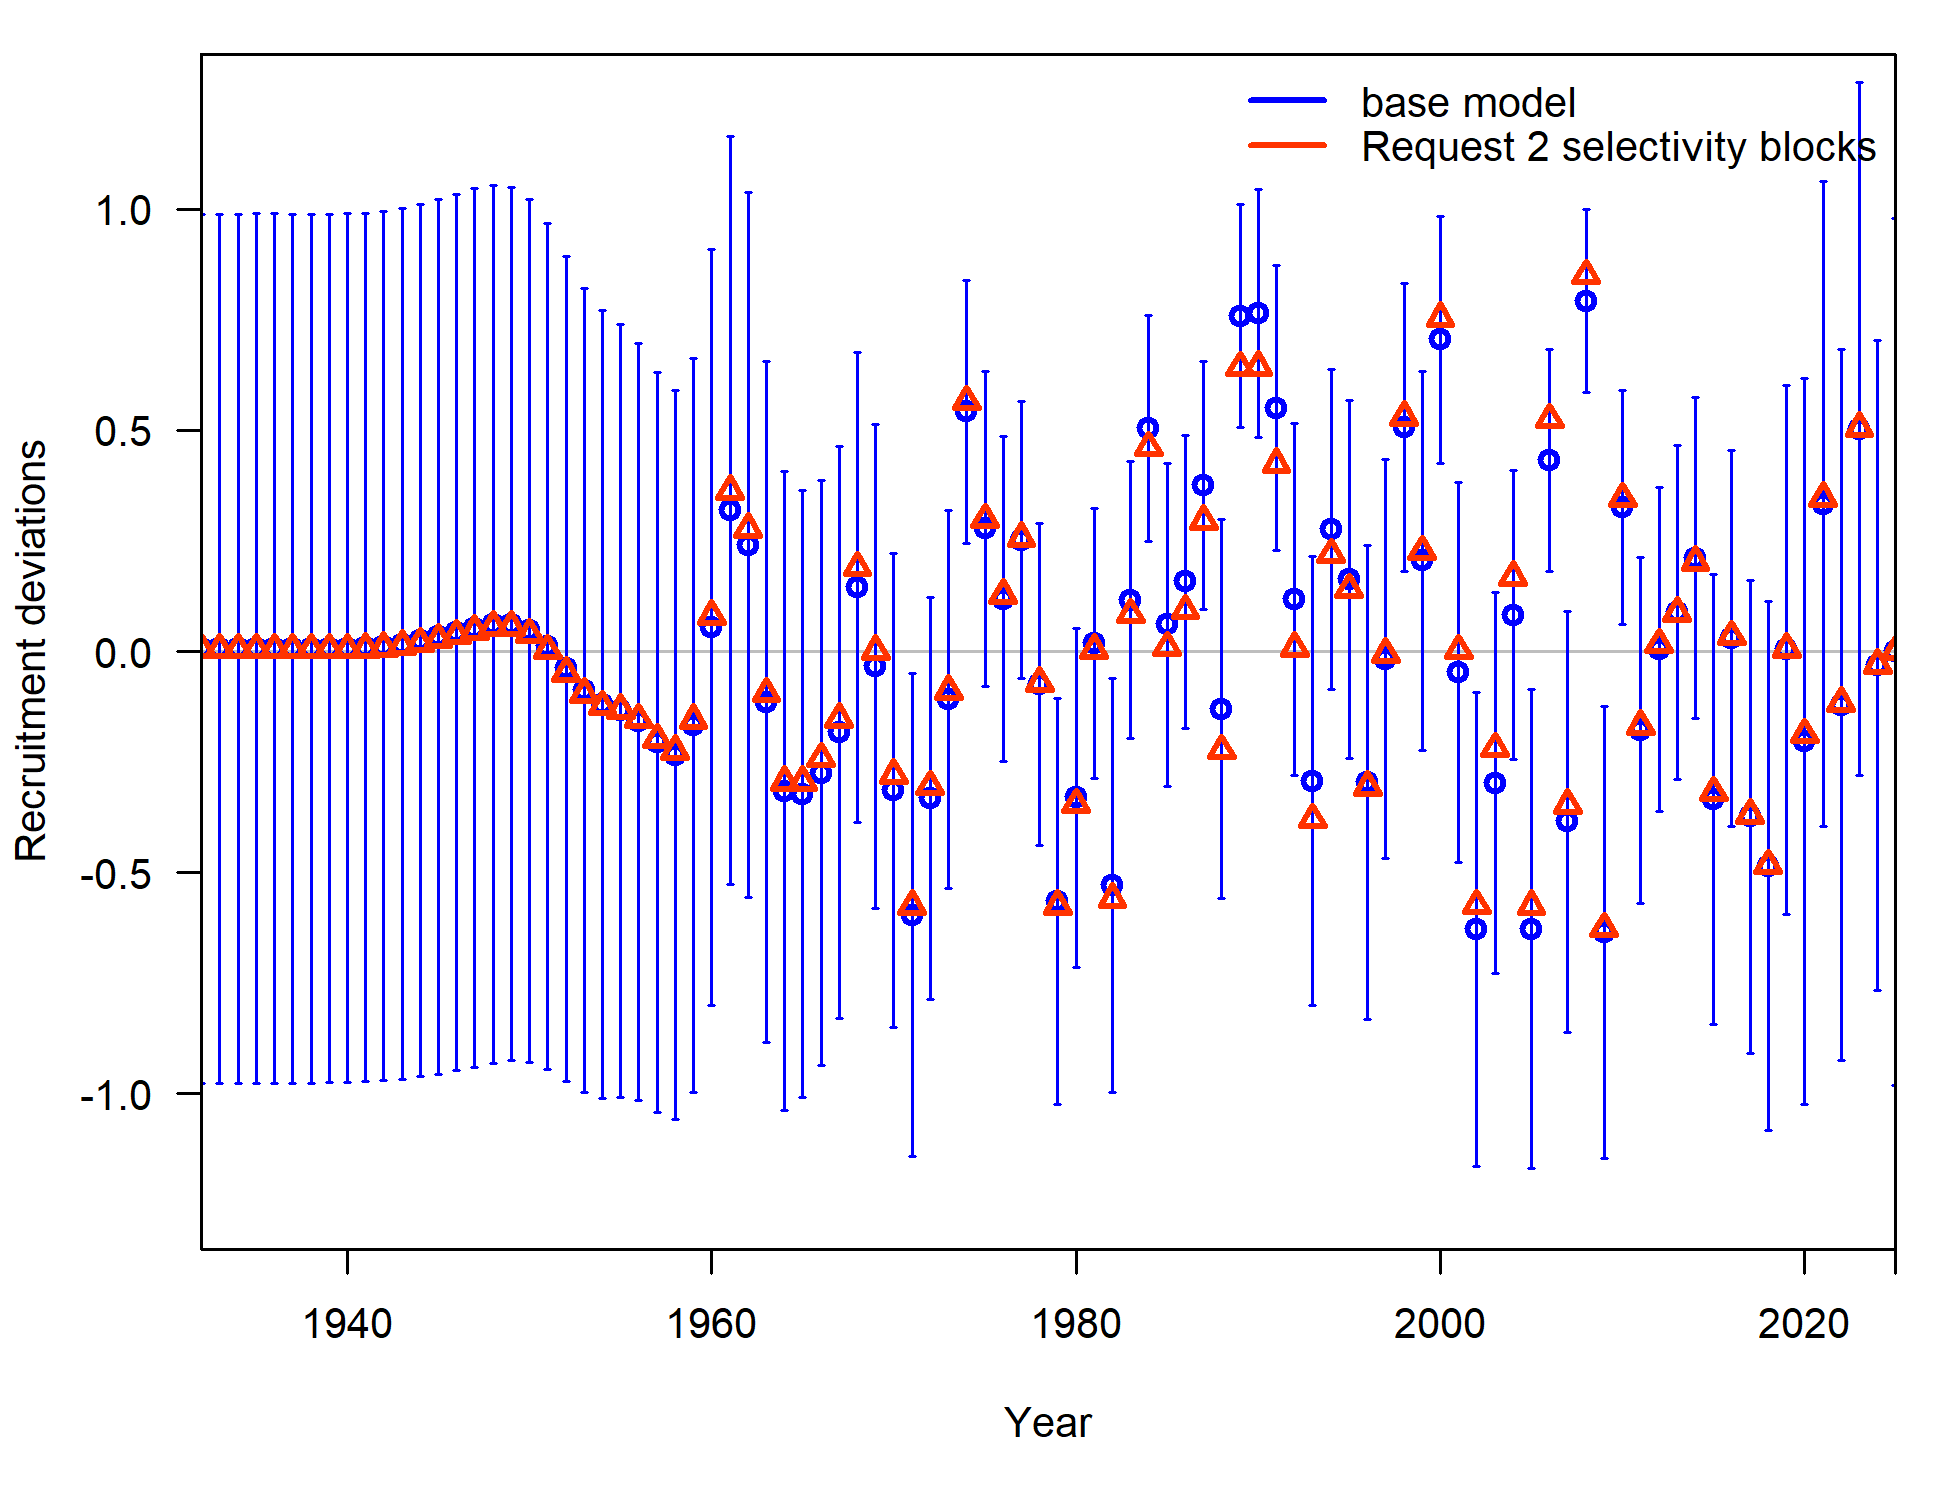 base model
Request 2 selectivity blocks
1.0
0.5
0.0
-0.5
-1.0
Recruitment deviations
1940
1960
1980
2000
2020
Year